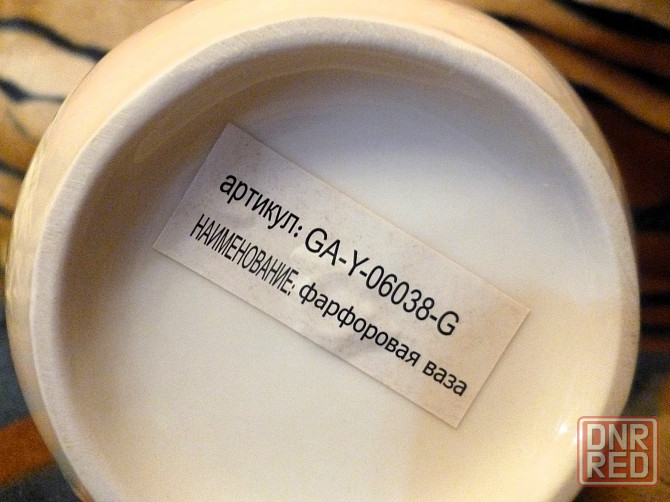 артикул: GA-Y-06038-G
НАИМЕНОВАНИЕ: фарфоровая ваза
DNR
RED